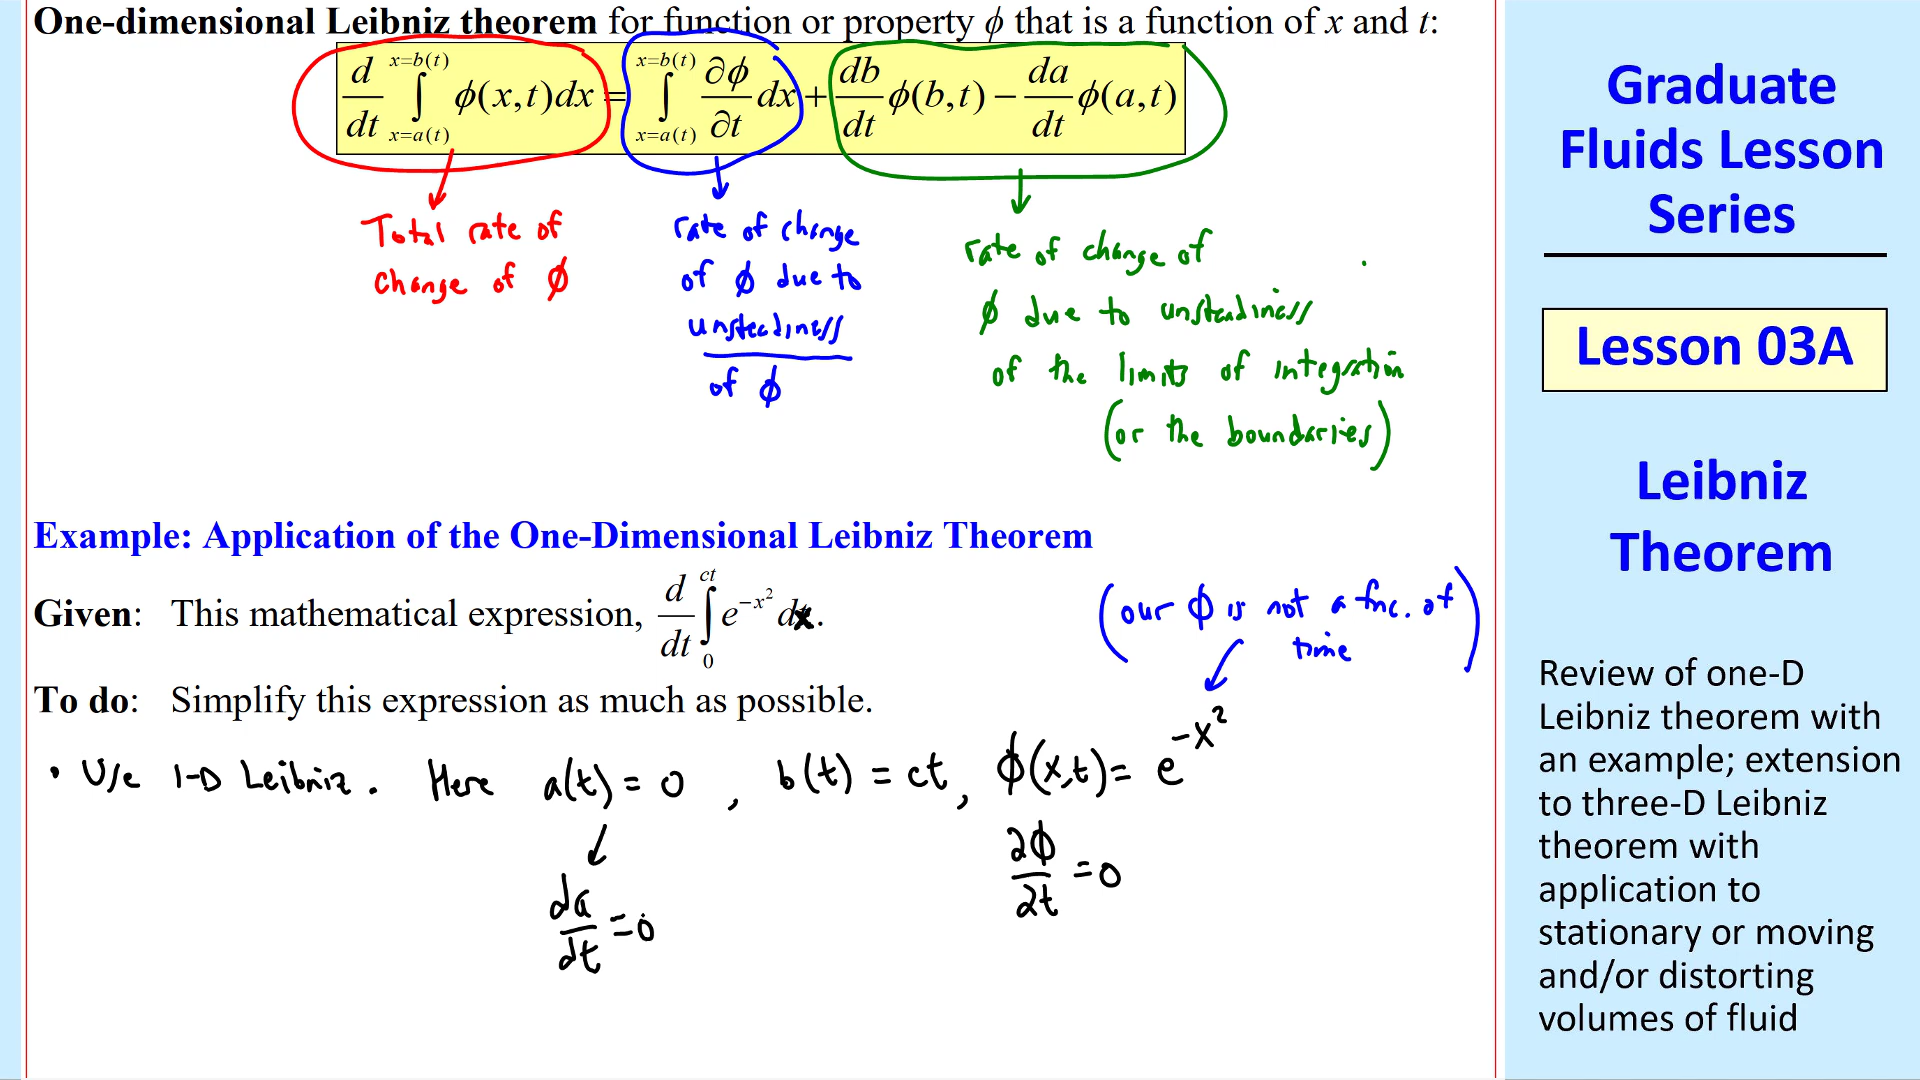 One-dimensional Leibniz theorem for function or property ϕ that is a function of x and t:
d/dt ∫_{x=a(t)}^{x=b(t)} ϕ(x,t)dx = ∫_{x=a(t)}^{x=b(t)} ∂ϕ/∂t dx + db/dt ϕ(b,t) − da/dt ϕ(a,t)
Total rate of
change of ϕ
rate of change
of ϕ due to
unsteadiness
of ϕ
rate of change of
ϕ due to unsteadiness
of the limits of integration
(or the boundaries)
Example: Application of the One-Dimensional Leibniz Theorem
Given: This mathematical expression, d/dt ∫_0^{ct} e^{−x²} dx.
(our ϕ is not a fnc. of
time)
To do: Simplify this expression as much as possible.
• Use 1-D Leibniz. Here a(t) = 0, b(t) = ct, ϕ(x,t) = e^{−x²}
da/dt = 0
∂ϕ/∂t = 0
Graduate
Fluids Lesson
Series
Lesson 03A
Leibniz
Theorem
Review of one-D
Leibniz theorem with
an example; extension
to three-D Leibniz
theorem with
application to
stationary or moving
and/or distorting
volumes of fluid